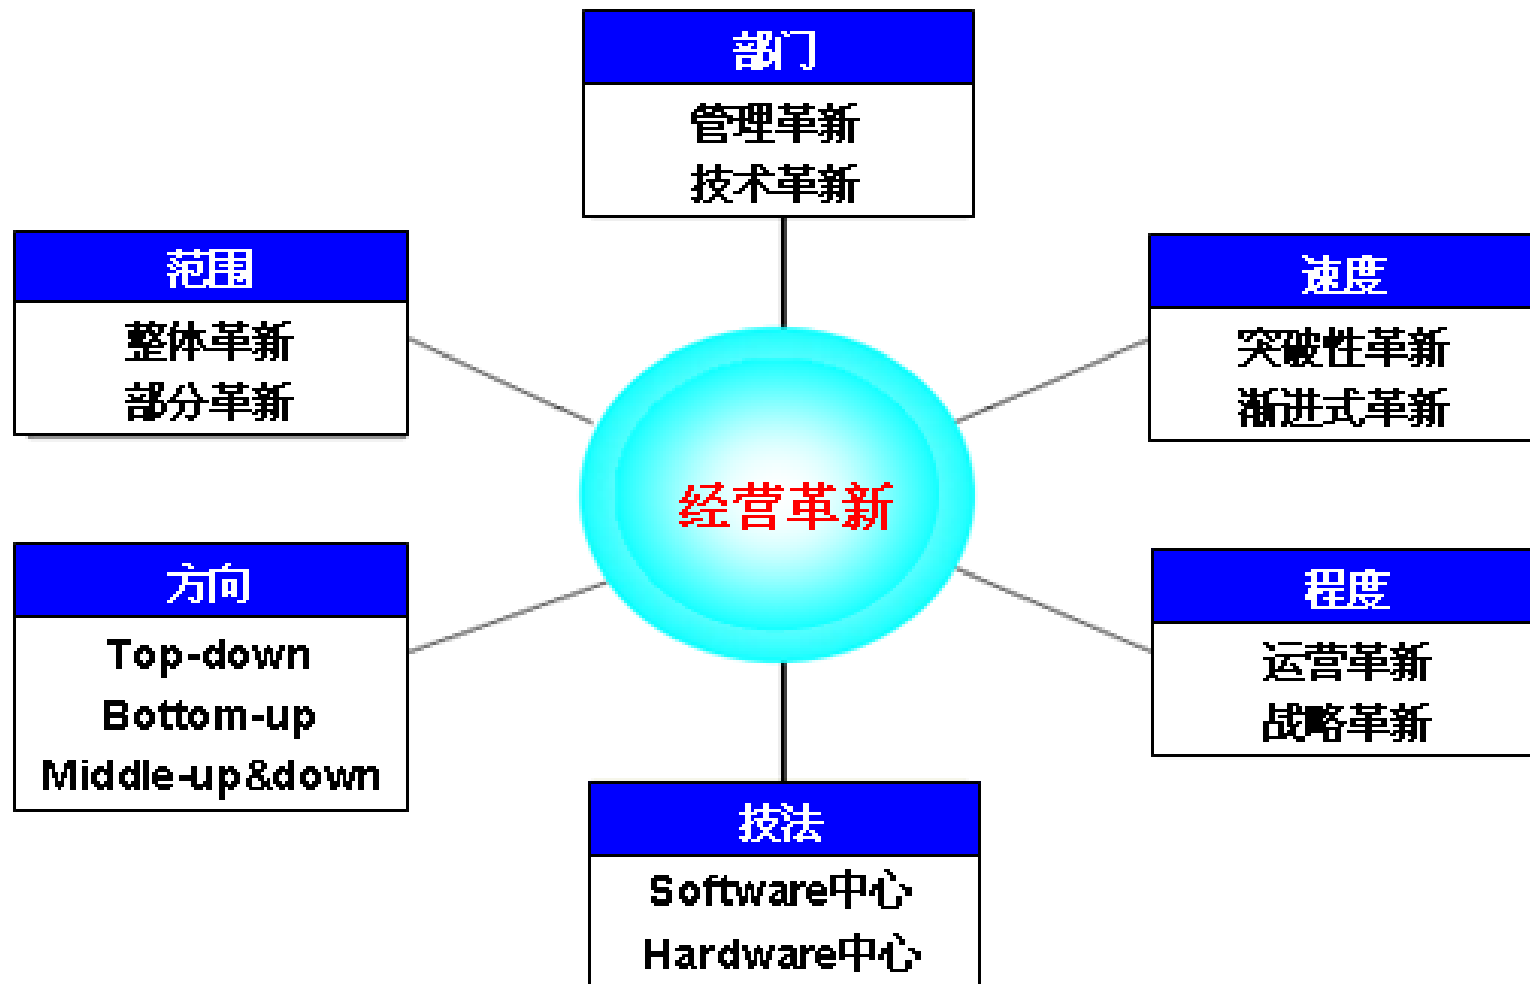 部门
管理革新
技术革新
范围
整体革新
部分革新
速度
突破性革新
渐进式革新
经营革新
方向
Top-down
Bottom-up
Middle-up&down
程度
运营革新
战略革新
技法
Software中心
Hardware中心